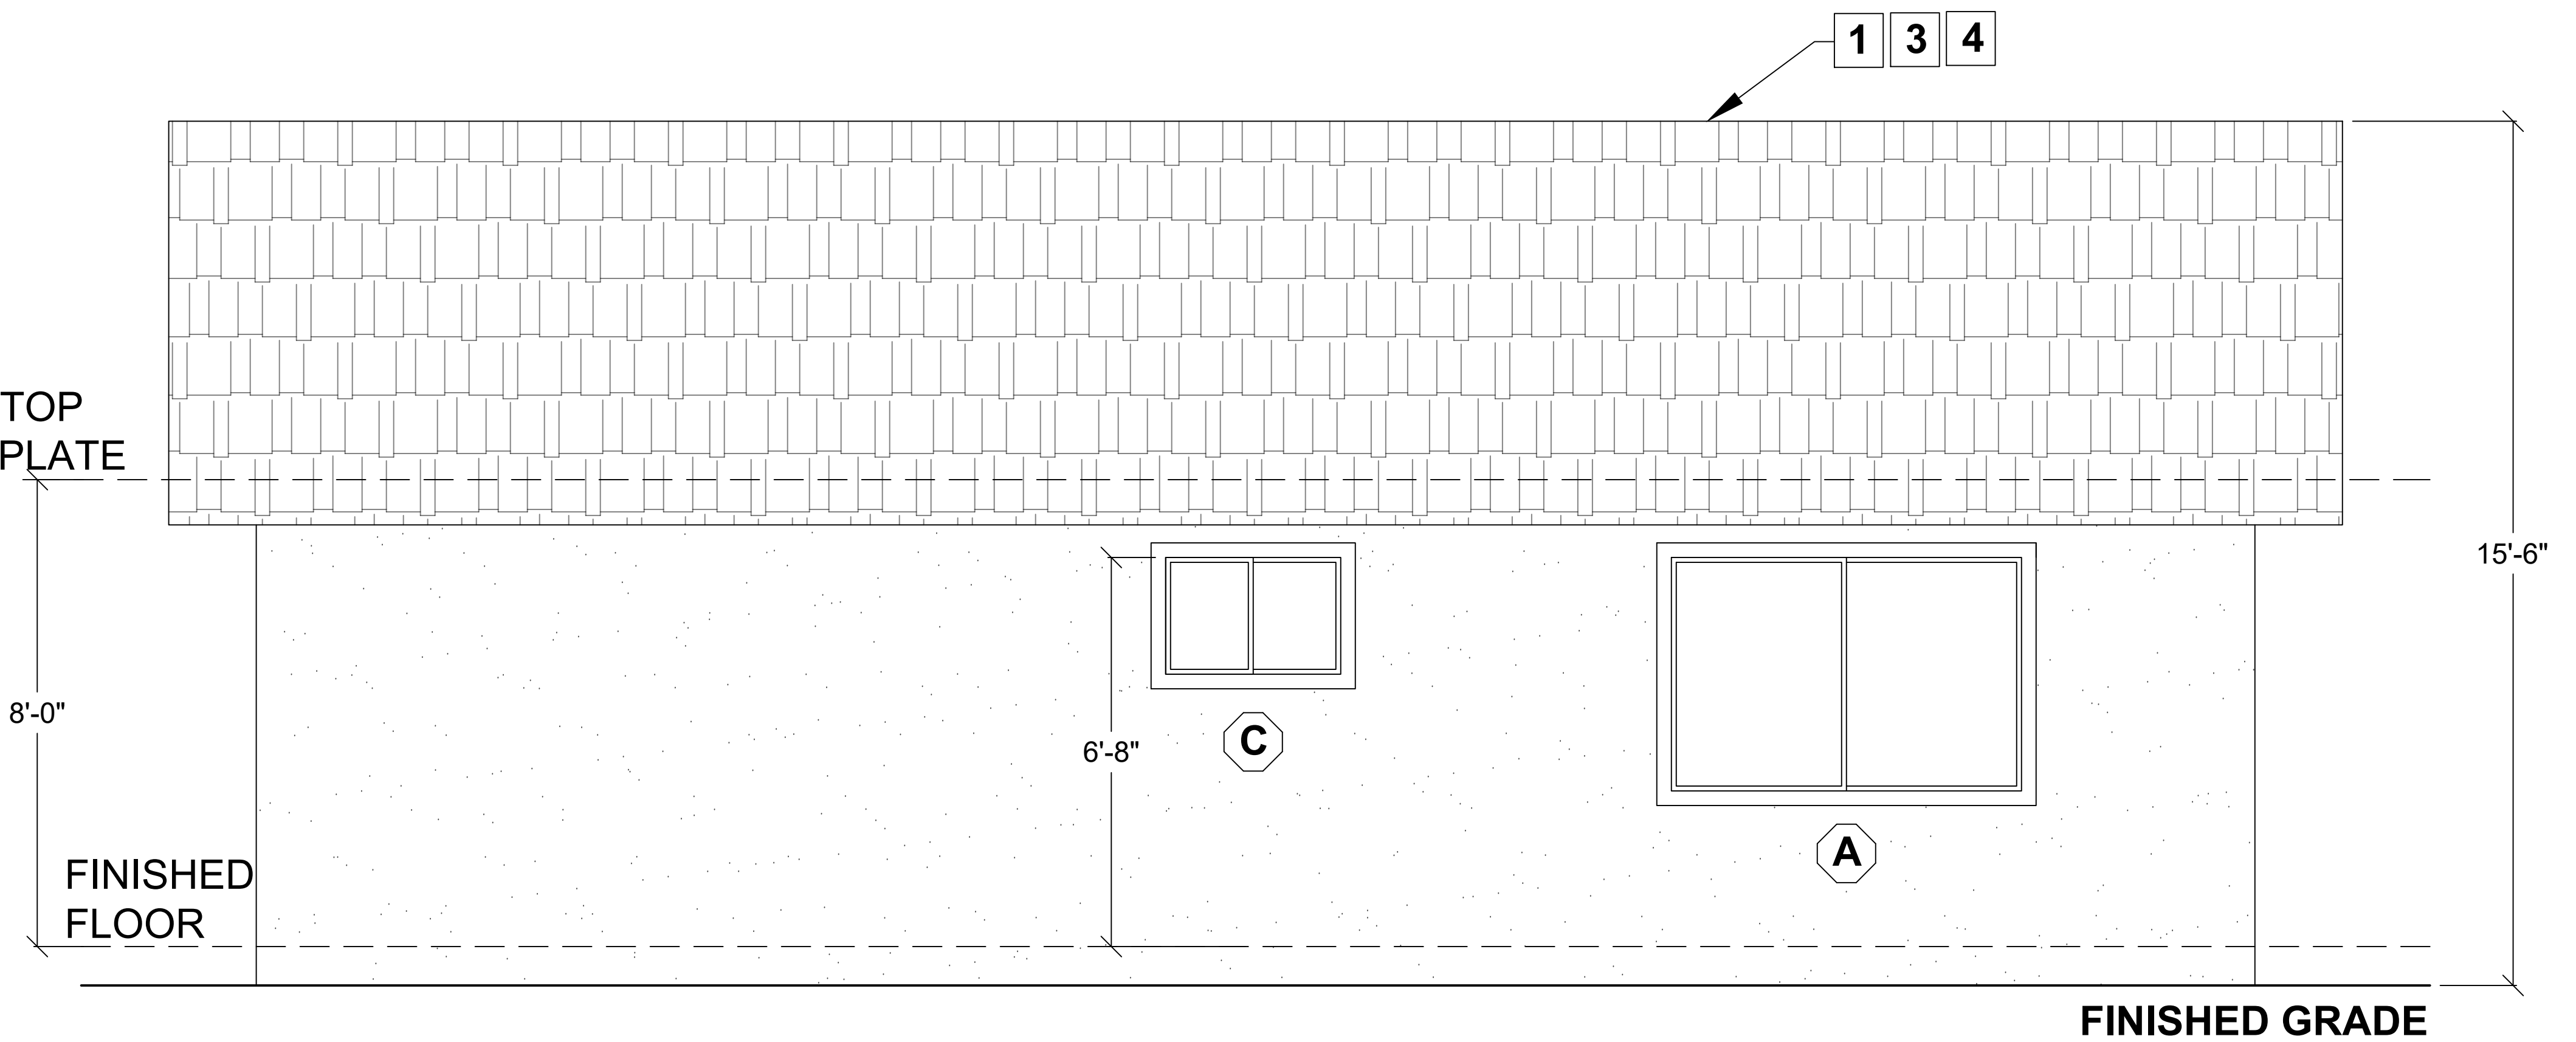 1 3 4
TOP
PLATE
15'-6"
8'-0"
6'-8"
C
A
FINISHED
FLOOR
FINISHED GRADE